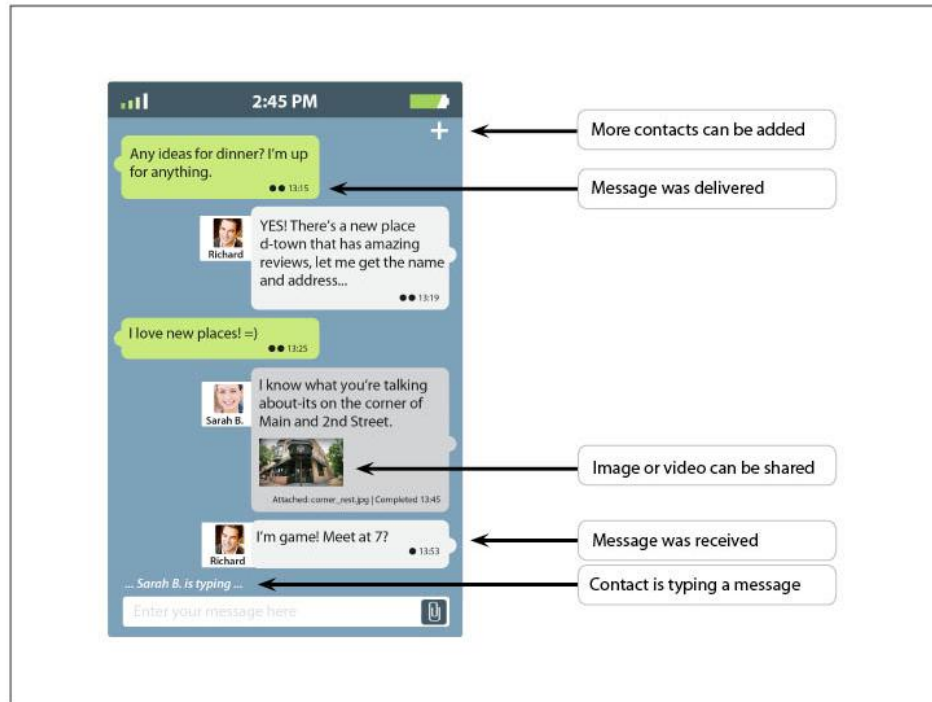 2:45 PM
+
More contacts can be added
Any ideas for dinner? I'm up
for anything.
●● 13:15
Message was delivered
Richard
YES! There's a new place
d-town that has amazing
reviews, let me get the name
and address...
●● 13:19
I love new places! =)
●● 13:25
Sarah B.
I know what you're talking
about-its on the corner of
Main and 2nd Street.
Image or video can be shared
Attached: corner_rest.jpg | Completed 13:45
Richard
I'm game! Meet at 7?
● 13:53
Message was received
... Sarah B. is typing ...
Contact is typing a message
Enter your message here